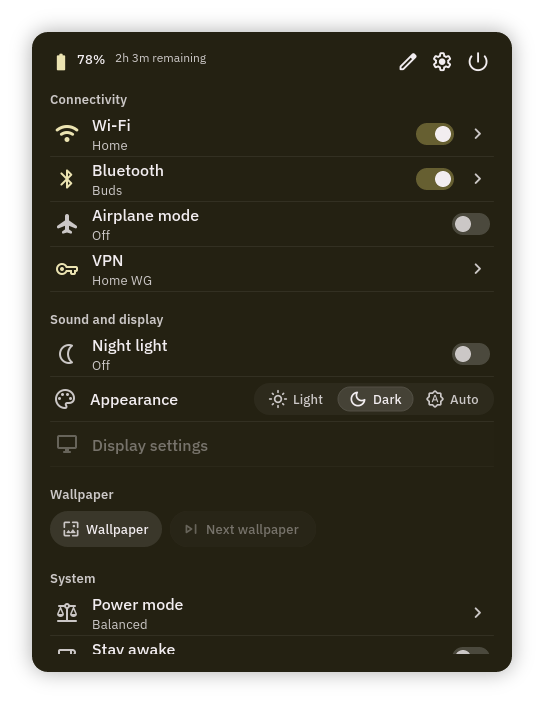 78% 2h 3m remaining
Connectivity
Wi-Fi
Home
Bluetooth
Buds
Airplane mode
Off
VPN
Home WG
Sound and display
Night light
Off
Appearance Light Dark Auto
Display settings
Wallpaper
Wallpaper Next wallpaper
System
Power mode
Balanced
Stay awake